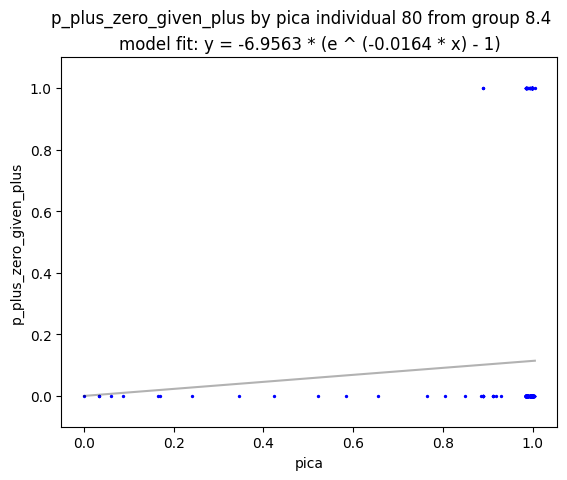 p_plus_zero_given_plus by pica individual 80 from group 8.4
model fit: y = -6.9563 * (e ^ (-0.0164 * x) - 1)
1.0
0.8
0.6
0.4
0.2
0.0
p_plus_zero_given_plus
0.0 0.2 0.4 0.6 0.8 1.0
pica